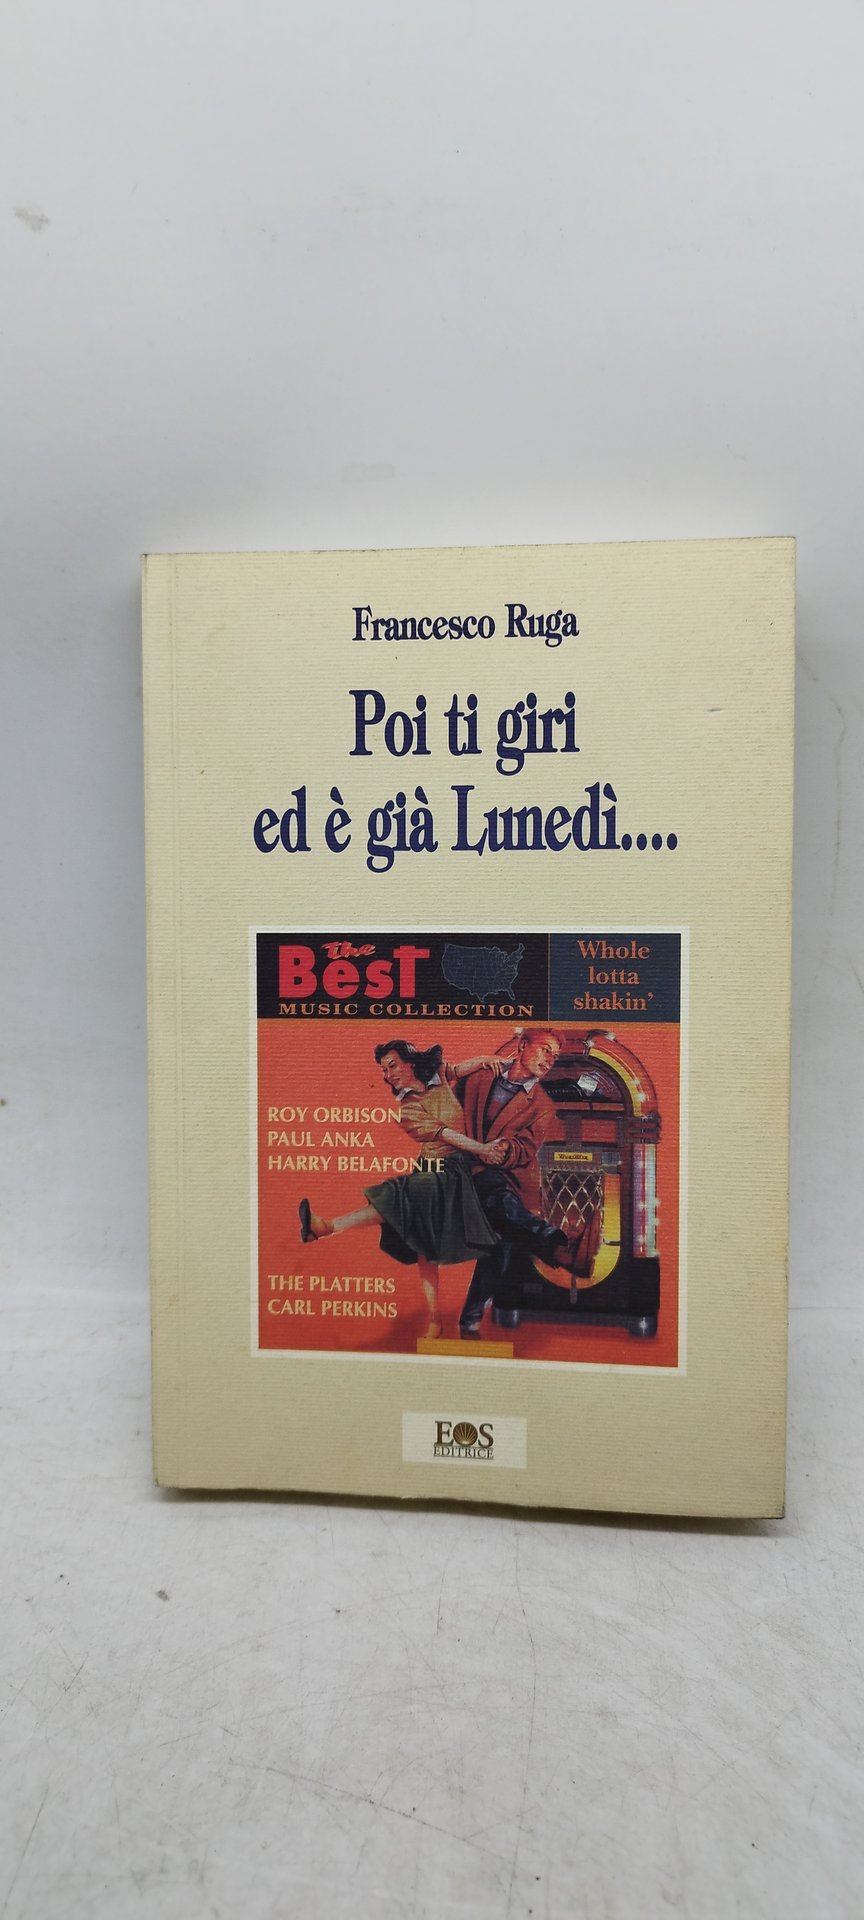 Francesco Ruga
Poi ti giri
ed è già Lunedì....
The
Best
MUSIC COLLECTION
Whole
lotta
shakin'
ROY ORBISON
PAUL ANKA
HARRY BELAFONTE
THE PLATTERS
CARL PERKINS
EOS
EDITRICE